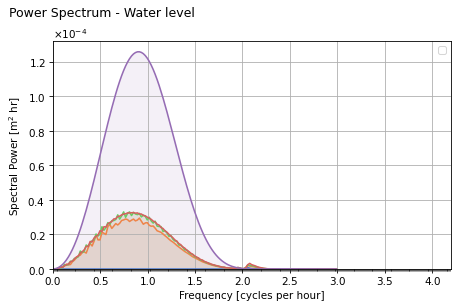 Power Spectrum - Water level
×10⁻⁴
1.2
1.0
0.8
0.6
0.4
0.2
0.0
Spectral Power [m² hr]
0.0 0.5 1.0 1.5 2.0 2.5 3.0 3.5 4.0
Frequency [cycles per hour]